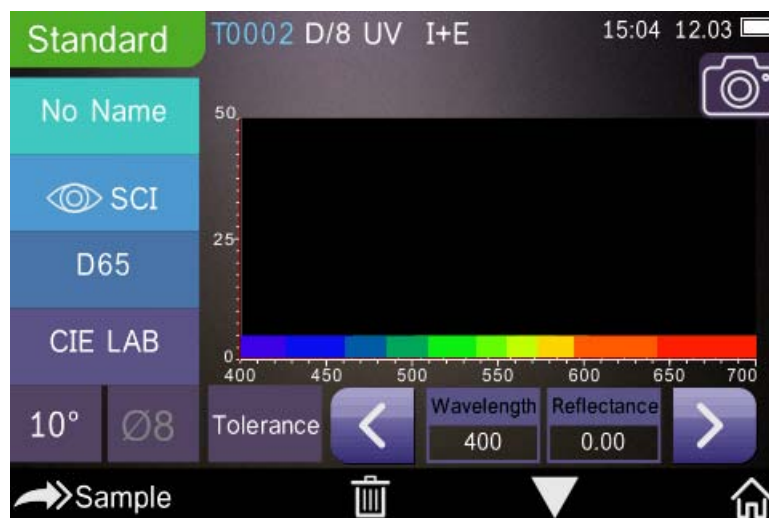 Standard T0002 D/8 UV I+E 15:04 12.03
No Name
SCI
D65
CIE LAB
10° Ø8
50
25
0
400 450 500 550 600 650 700
Tolerance
Wavelength Reflectance
400 0.00
Sample